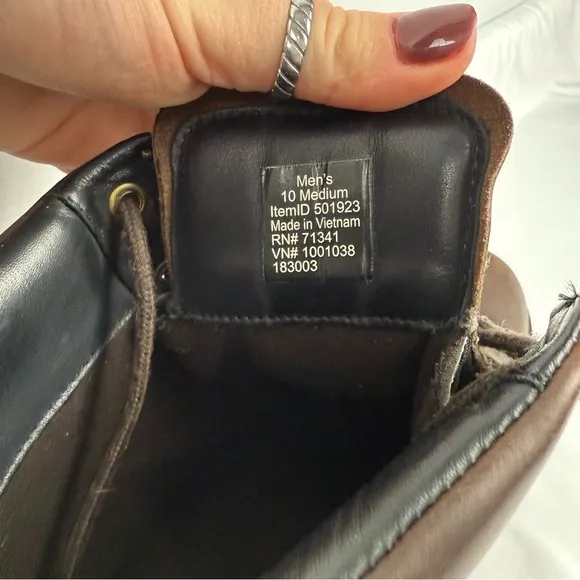 Men's
10 Medium
ItemID 501923
Made in Vietnam
RN# 71341
VN# 1001038
183003